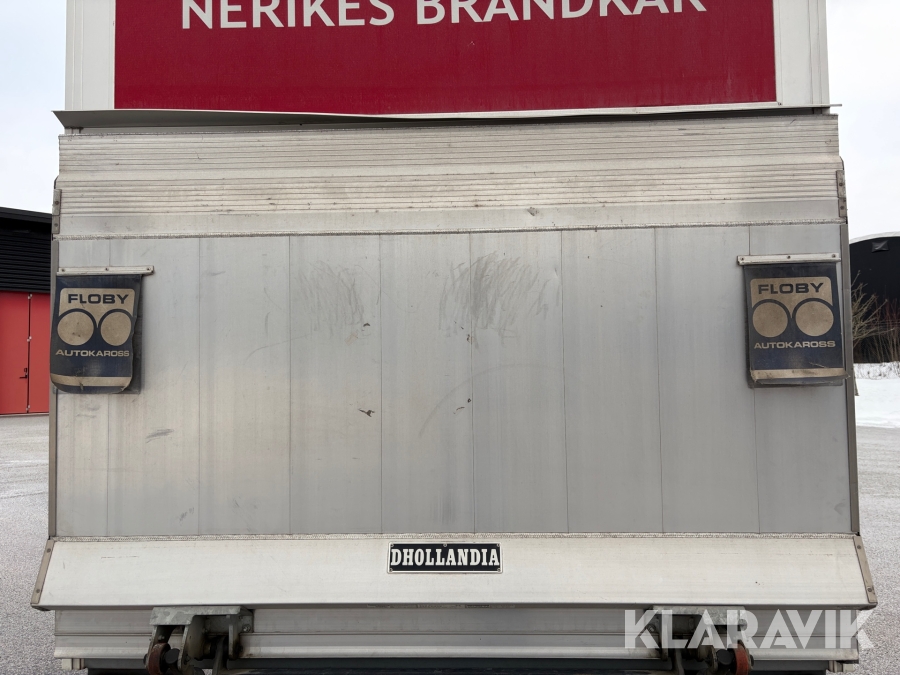 NERIKES BRANDKÅR
FLOBY
AUTOKAROSS
FLOBY
AUTOKAROSS
DHOLLANDIA
KLARAVIK